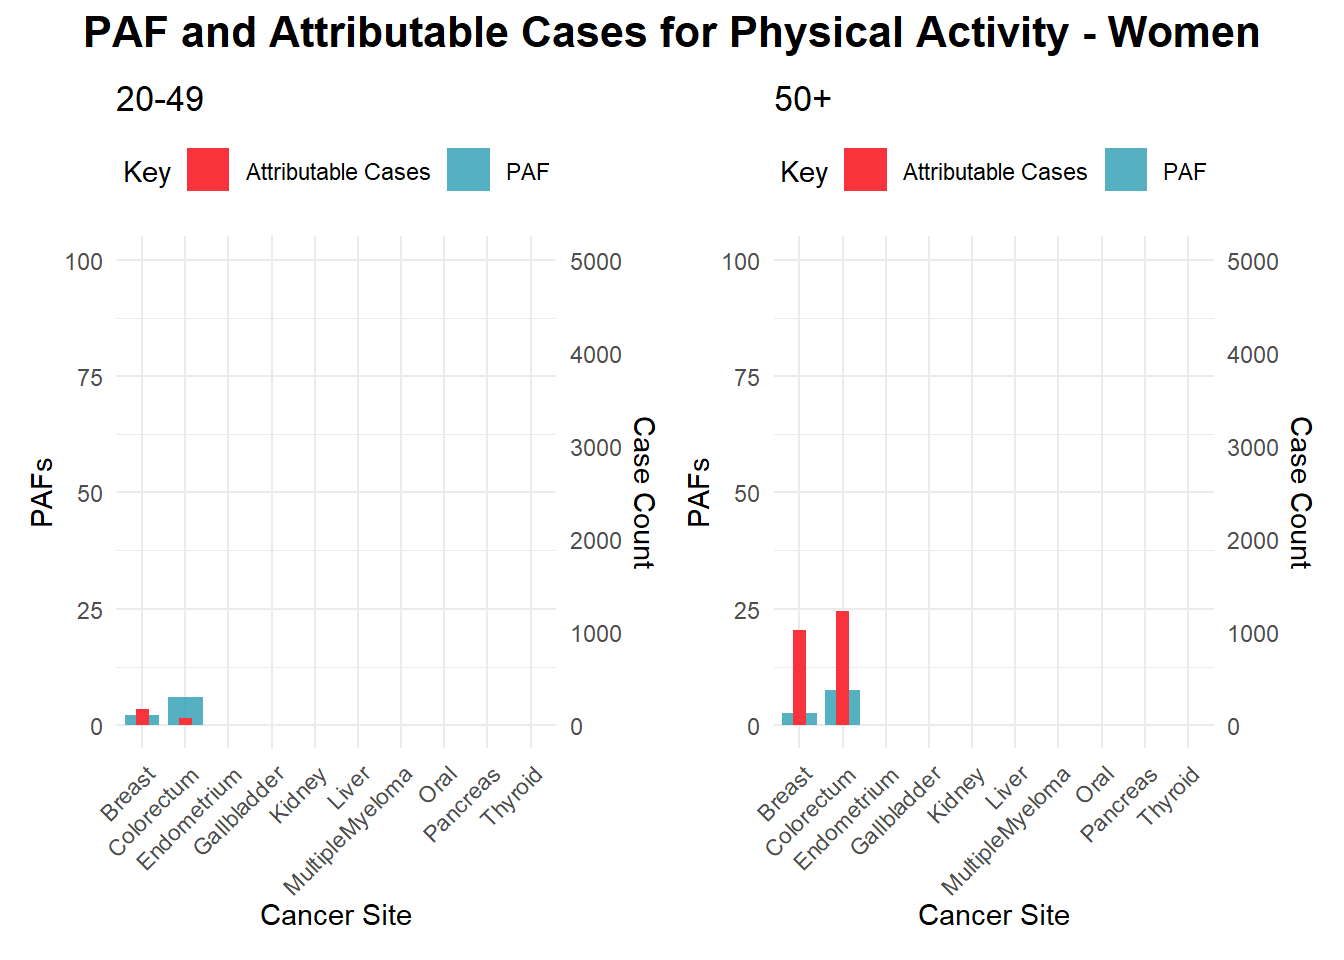 PAF and Attributable Cases for Physical Activity - Women
20-49
Key Attributable Cases PAF
100
75
50
25
0
PAFs
5000
4000
3000
2000
1000
0
Case Count
Breast
Colorectum
Endometrium
Gallbladder
Kidney
Liver
MultipleMyeloma
Oral
Pancreas
Thyroid
Cancer Site
50+
Key Attributable Cases PAF
100
75
50
25
0
PAFs
5000
4000
3000
2000
1000
0
Case Count
Breast
Colorectum
Endometrium
Gallbladder
Kidney
Liver
MultipleMyeloma
Oral
Pancreas
Thyroid
Cancer Site